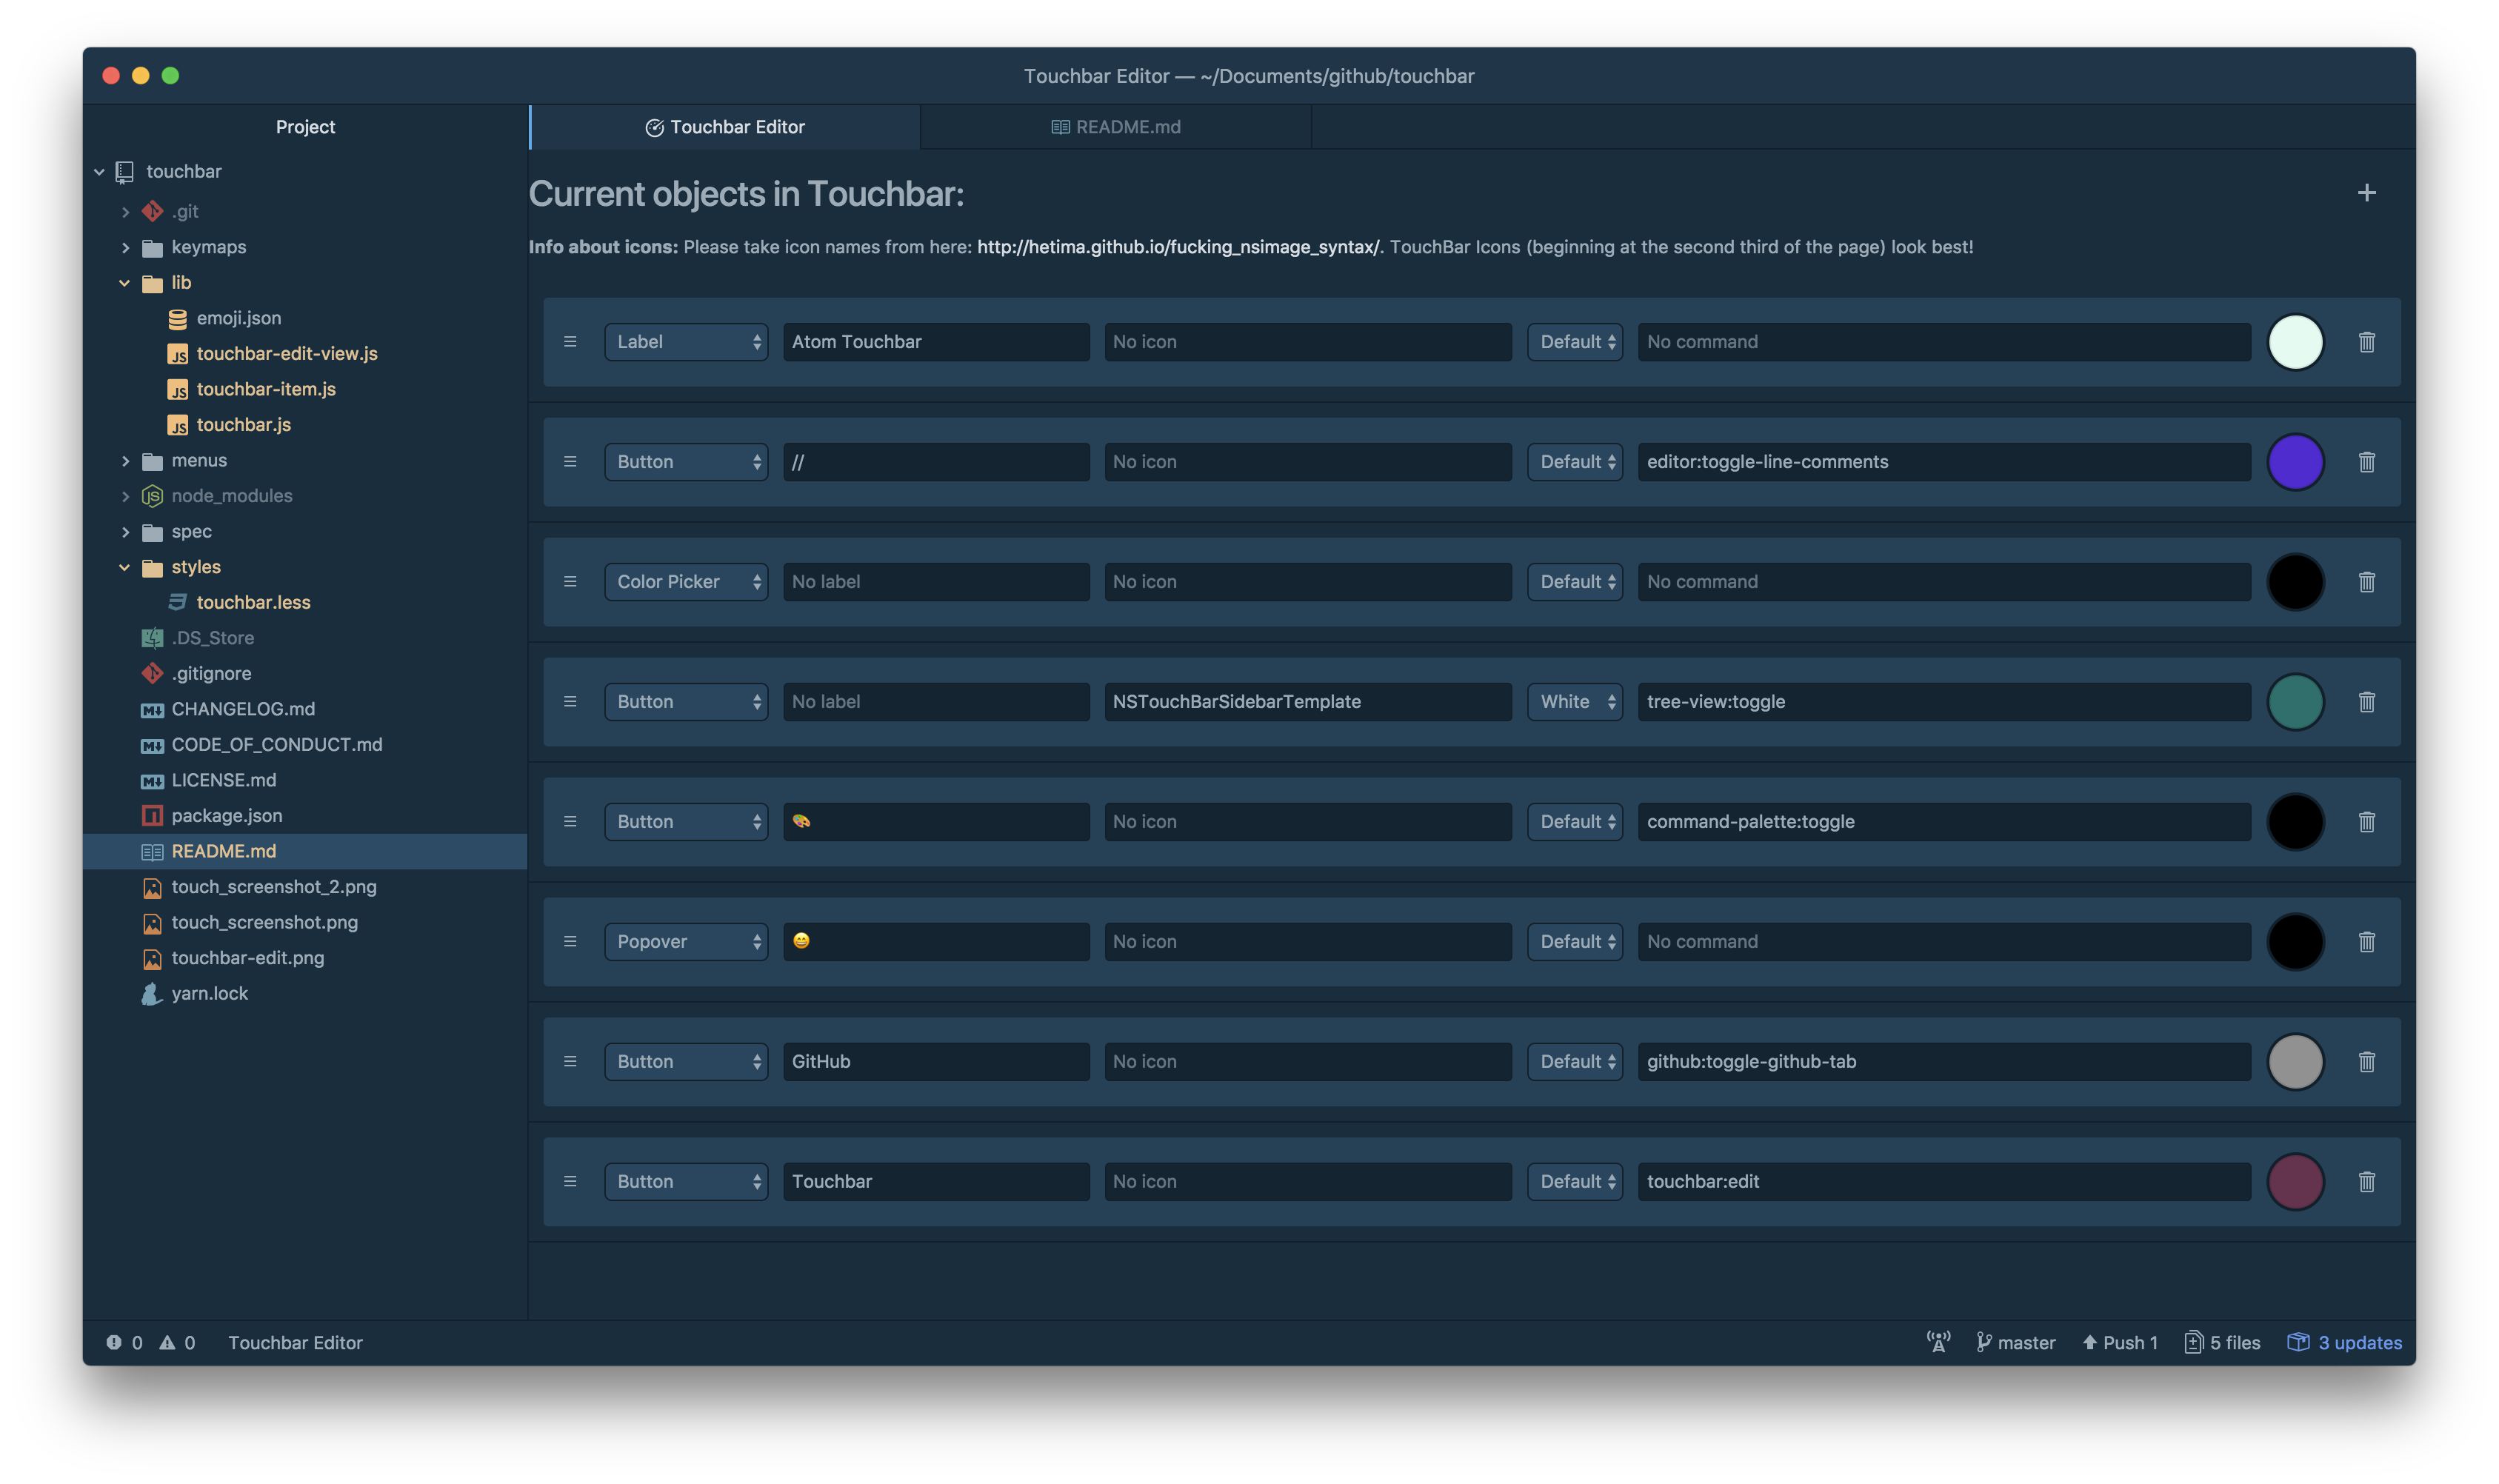 Touchbar Editor — ~/Documents/github/touchbar
Project
touchbar
.git
keymaps
lib
emoji.json
touchbar-edit-view.js
touchbar-item.js
touchbar.js
menus
node_modules
spec
styles
touchbar.less
.DS_Store
.gitignore
CHANGELOG.md
CODE_OF_CONDUCT.md
LICENSE.md
package.json
README.md
touch_screenshot_2.png
touch_screenshot.png
touchbar-edit.png
yarn.lock
Touchbar Editor README.md
Current objects in Touchbar: +
Info about icons: Please take icon names from here: http://hetima.github.io/fucking_nsimage_syntax/. TouchBar Icons (beginning at the second third of the page) look best!
Label Atom Touchbar No icon Default No command
Button // No icon Default editor:toggle-line-comments
Color Picker No label No icon Default No command
Button No label NSTouchBarSidebarTemplate White tree-view:toggle
Button 🎨 No icon Default command-palette:toggle
Popover 😄 No icon Default No command
Button GitHub No icon Default github:toggle-github-tab
Button Touchbar No icon Default touchbar:edit
0 0 Touchbar Editor master Push 1 5 files 3 updates